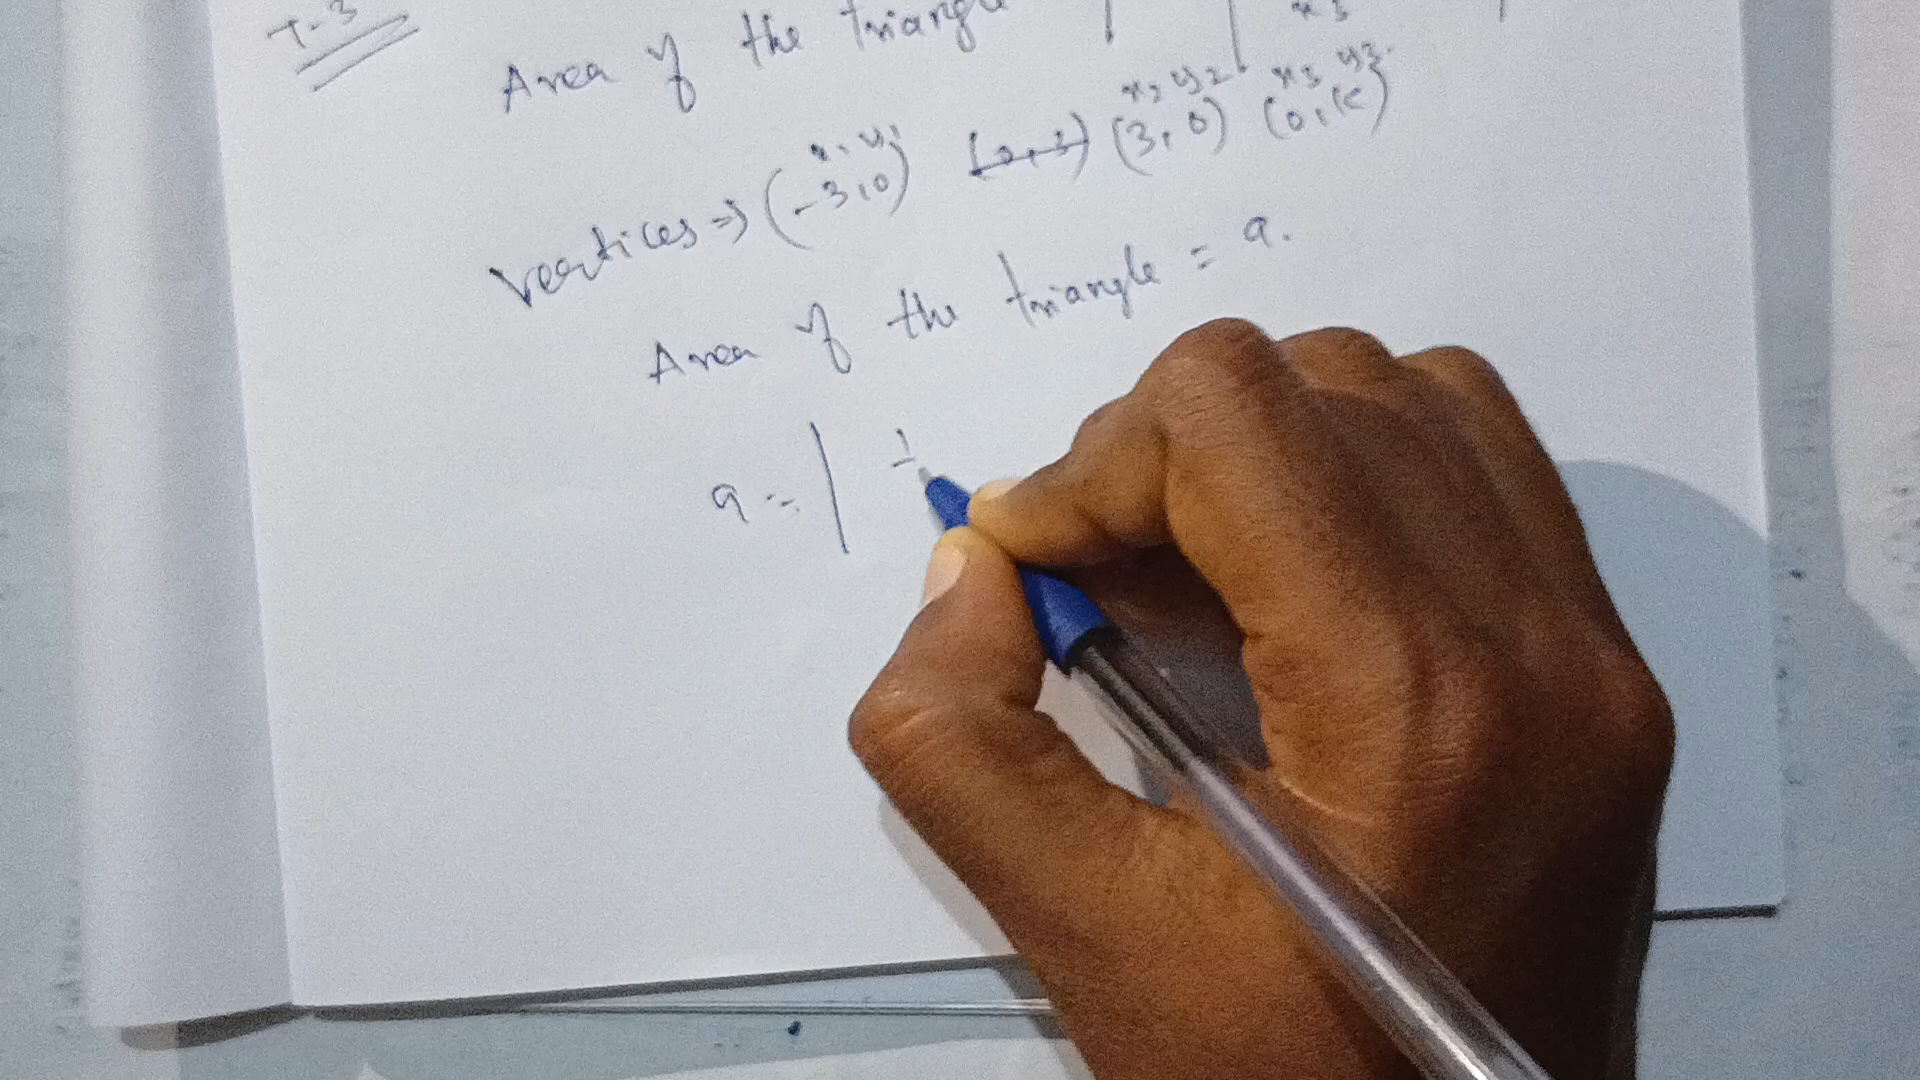 T-3
Area of the triangle
x3
x1 y1 x2 y2 x3 y3
vertices ⇒ (-3,0) (3,0) (0,k)
Area of the triangle = 9.
9 = | 1